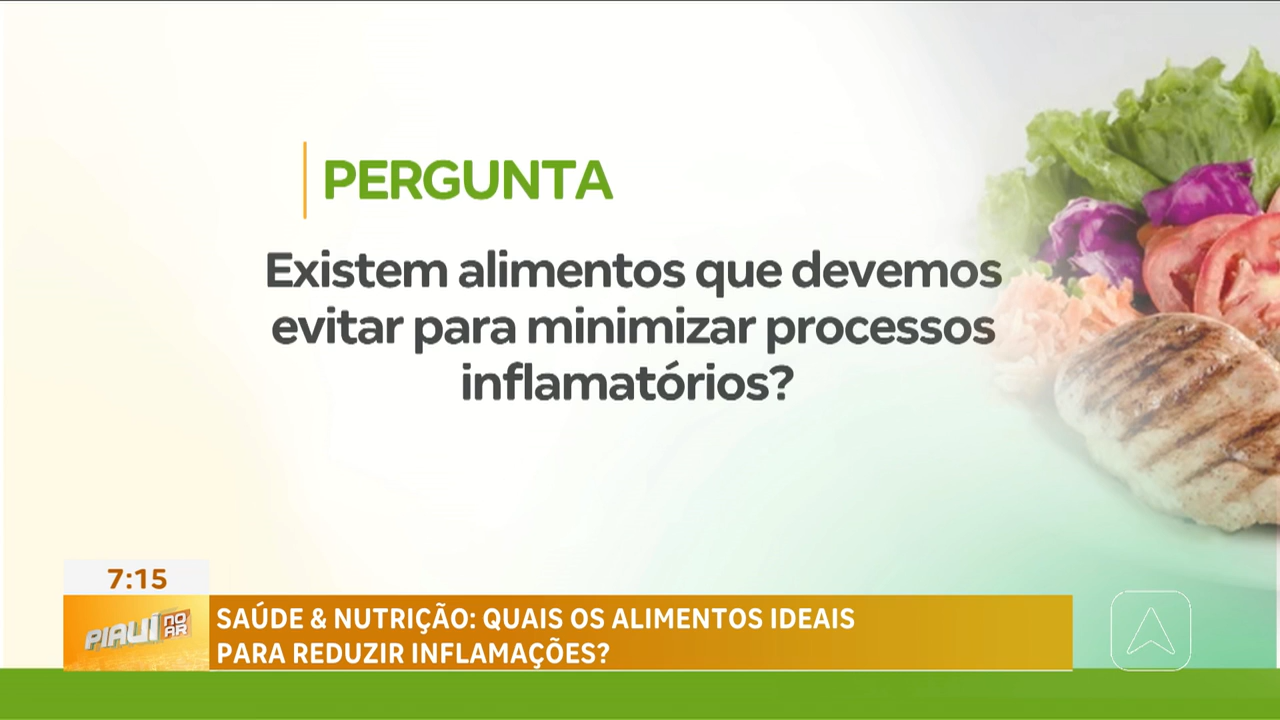 PERGUNTA
Existem alimentos que devemos
evitar para minimizar processos
inflamatórios?
7:15
PIAUÍ NO AR
SAÚDE & NUTRIÇÃO: QUAIS OS ALIMENTOS IDEAIS
PARA REDUZIR INFLAMAÇÕES?